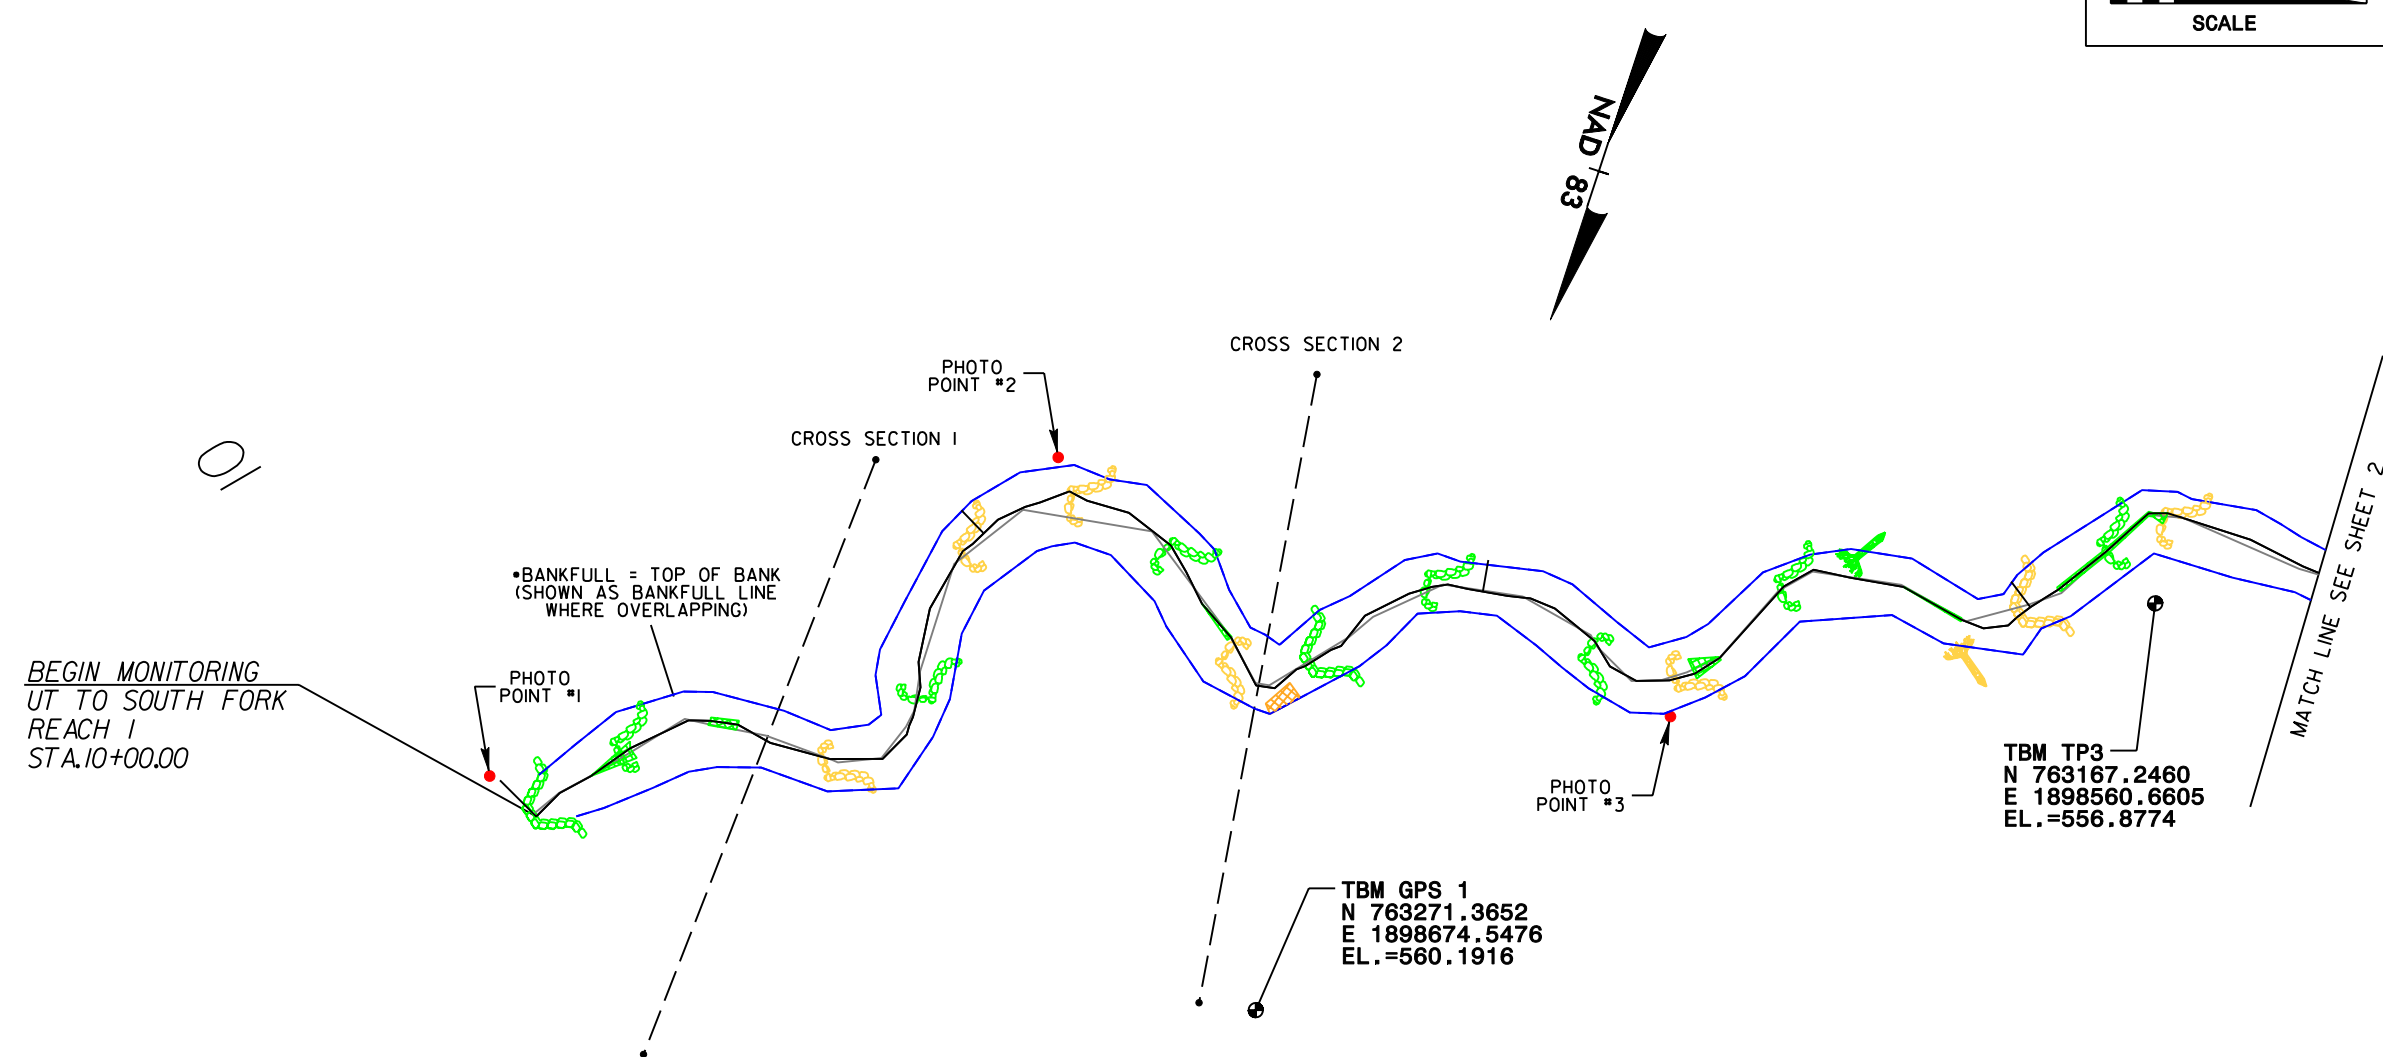 SCALE
NAD 83
CROSS SECTION 2
PHOTO
POINT #2
CROSS SECTION 1
10
•BANKFULL = TOP OF BANK
(SHOWN AS BANKFULL LINE
WHERE OVERLAPPING)
MATCH LINE SEE SHEET 2
BEGIN MONITORING
UT TO SOUTH FORK
REACH 1
STA.10+00.00
PHOTO
POINT #1
PHOTO
POINT #3
TBM TP3
N 763167.2460
E 1898560.6605
EL.=556.8774
TBM GPS 1
N 763271.3652
E 1898674.5476
EL.=560.1916